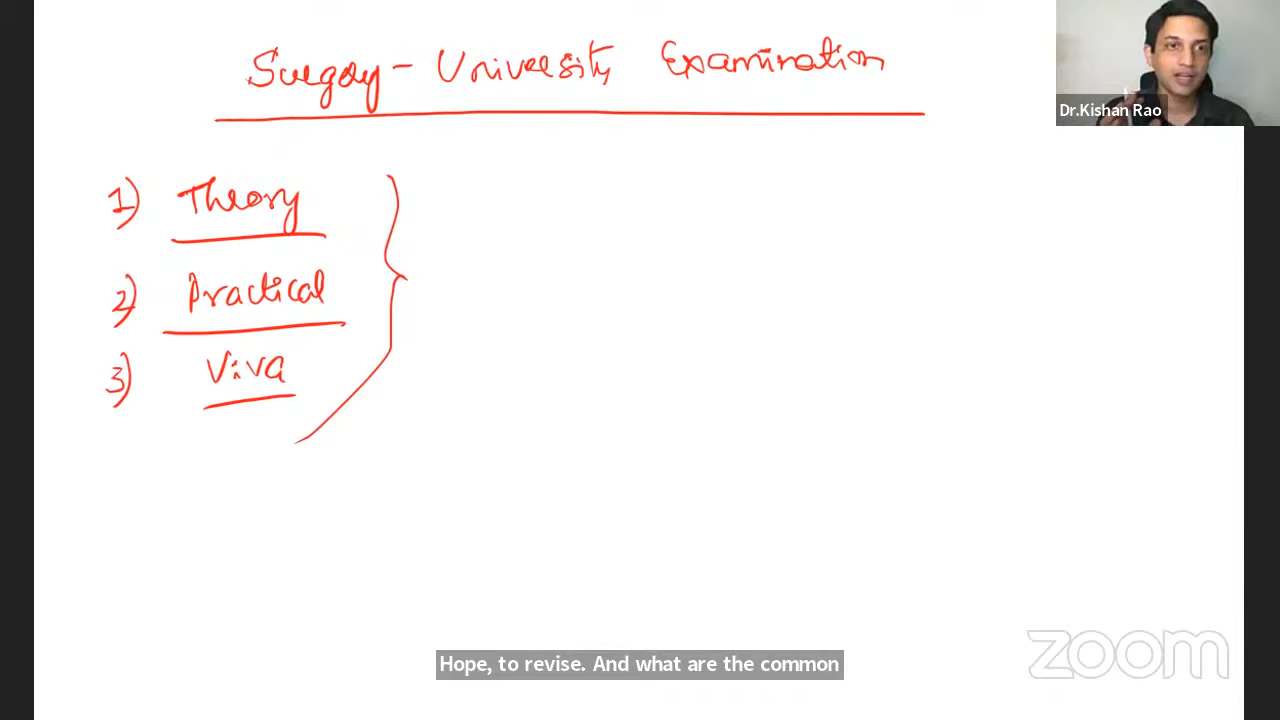 Surgery - University Examination
Dr.Kishan Rao
1) Theory
2) Practical
3) Viva
Hope, to revise. And what are the common
zoom